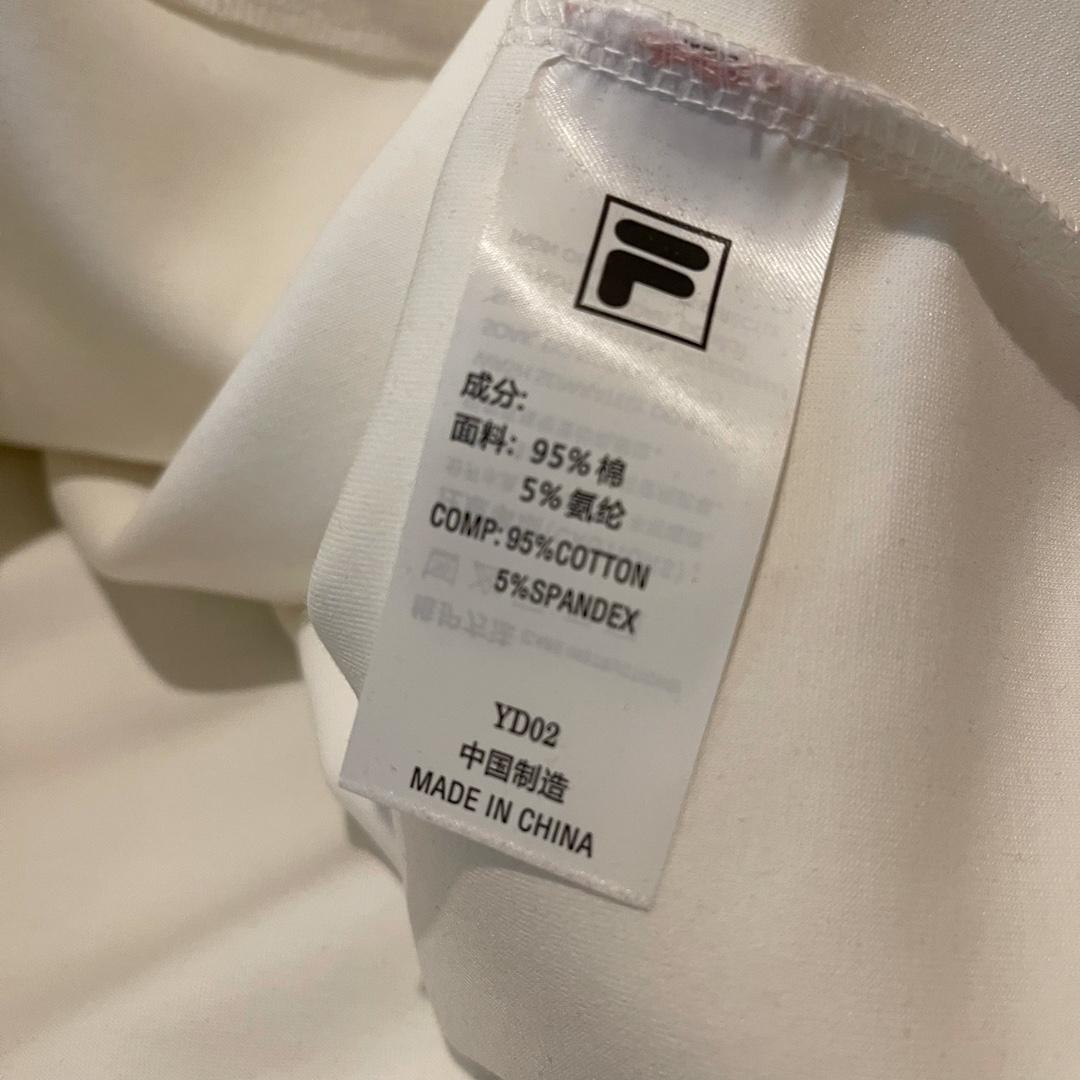 F
成分:
面料: 95% 棉
5% 氨纶
COMP: 95%COTTON
5%SPANDEX
YD02
中国制造
MADE IN CHINA